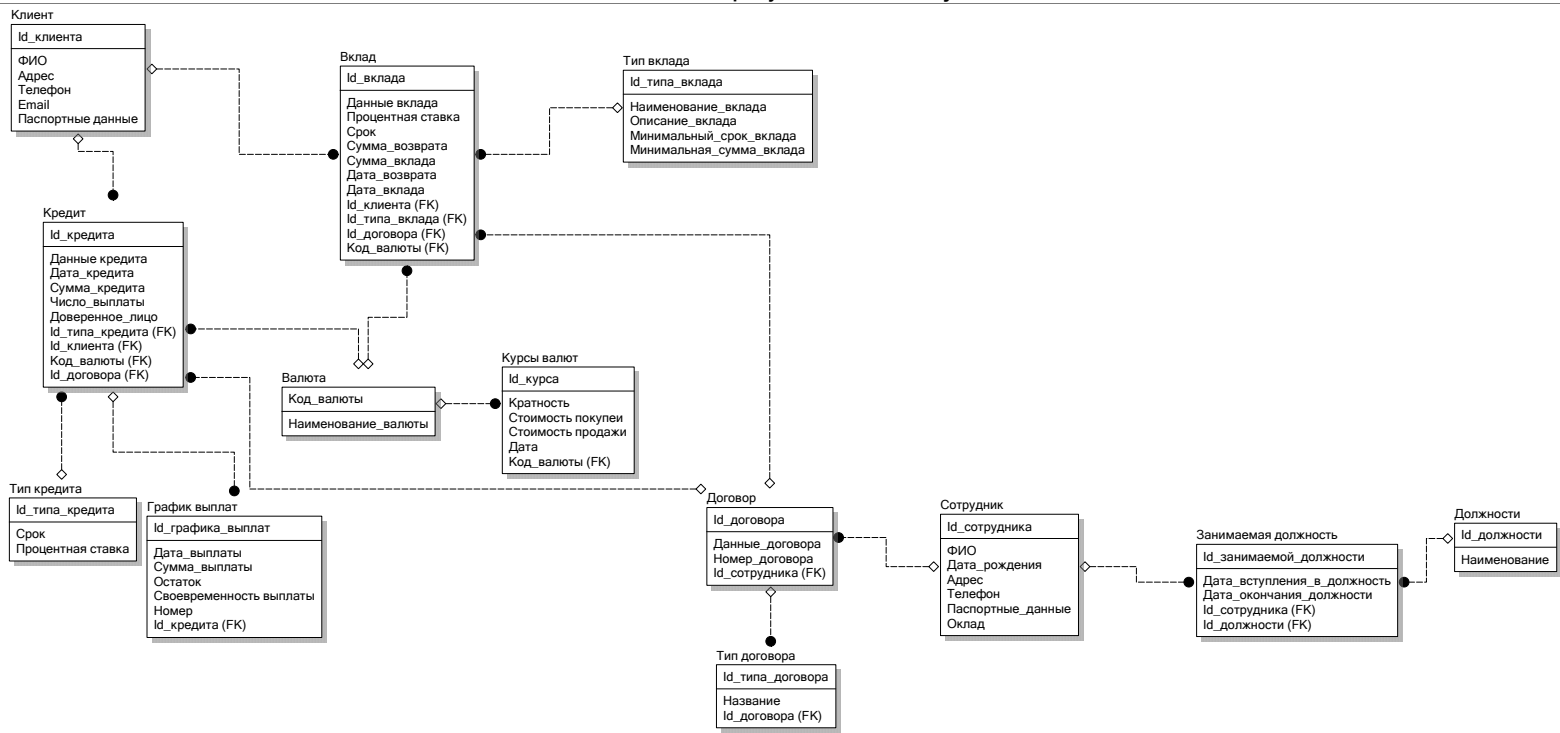 Клиент
Id_клиента
ФИО
Адрес
Телефон
Email
Паспортные данные
Вклад
Id_вклада
Данные вклада
Процентная ставка
Срок
Сумма_возврата
Сумма_вклада
Дата_возврата
Дата_вклада
Id_клиента (FK)
Id_типа_вклада (FK)
Id_договора (FK)
Код_валюты (FK)
Тип вклада
Id_типа_вклада
Наименование_вклада
Описание_вклада
Минимальный_срок_вклада
Минимальная_сумма_вклада
Кредит
Id_кредита
Данные кредита
Дата_кредита
Сумма_кредита
Число_выплаты
Доверенное_лицо
Id_типа_кредита (FK)
Id_клиента (FK)
Код_валюты (FK)
Id_договора (FK)
Валюта
Код_валюты
Наименование_валюты
Курсы валют
Id_курса
Кратность
Стоимость покупеи
Стоимость продажи
Дата
Код_валюты (FK)
Тип кредита
Id_типа_кредита
Срок
Процентная ставка
График выплат
Id_графика_выплат
Дата_выплаты
Сумма_выплаты
Остаток
Своевременность выплаты
Номер
Id_кредита (FK)
Договор
Id_договора
Данные_договора
Номер_договора
Id_сотрудника (FK)
Тип договора
Id_типа_договора
Название
Id_договора (FK)
Сотрудник
Id_сотрудника
ФИО
Дата_рождения
Адрес
Телефон
Паспортные_данные
Оклад
Занимаемая должность
Id_занимаемой_должности
Дата_вступления_в_должность
Дата_окончания_должности
Id_сотрудника (FK)
Id_должности (FK)
Должности
Id_должности
Наименование